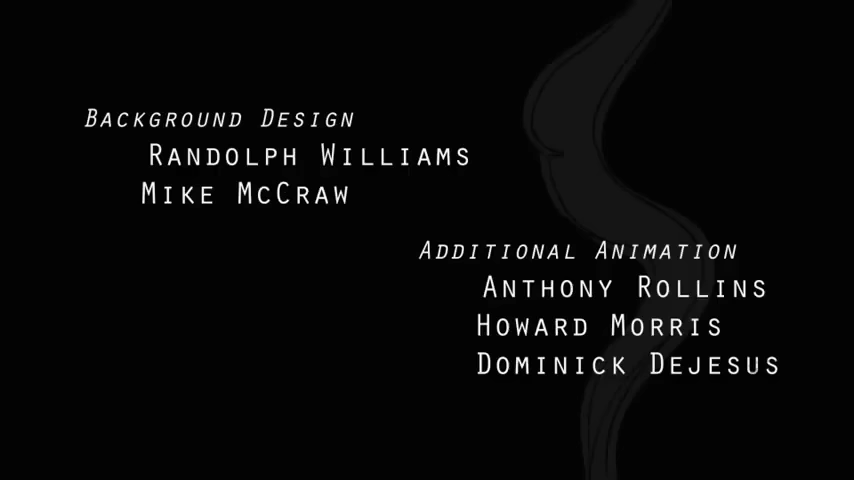 Background Design
Randolph Williams
Mike McCraw
Additional Animation
Anthony Rollins
Howard Morris
Dominick DeJesus